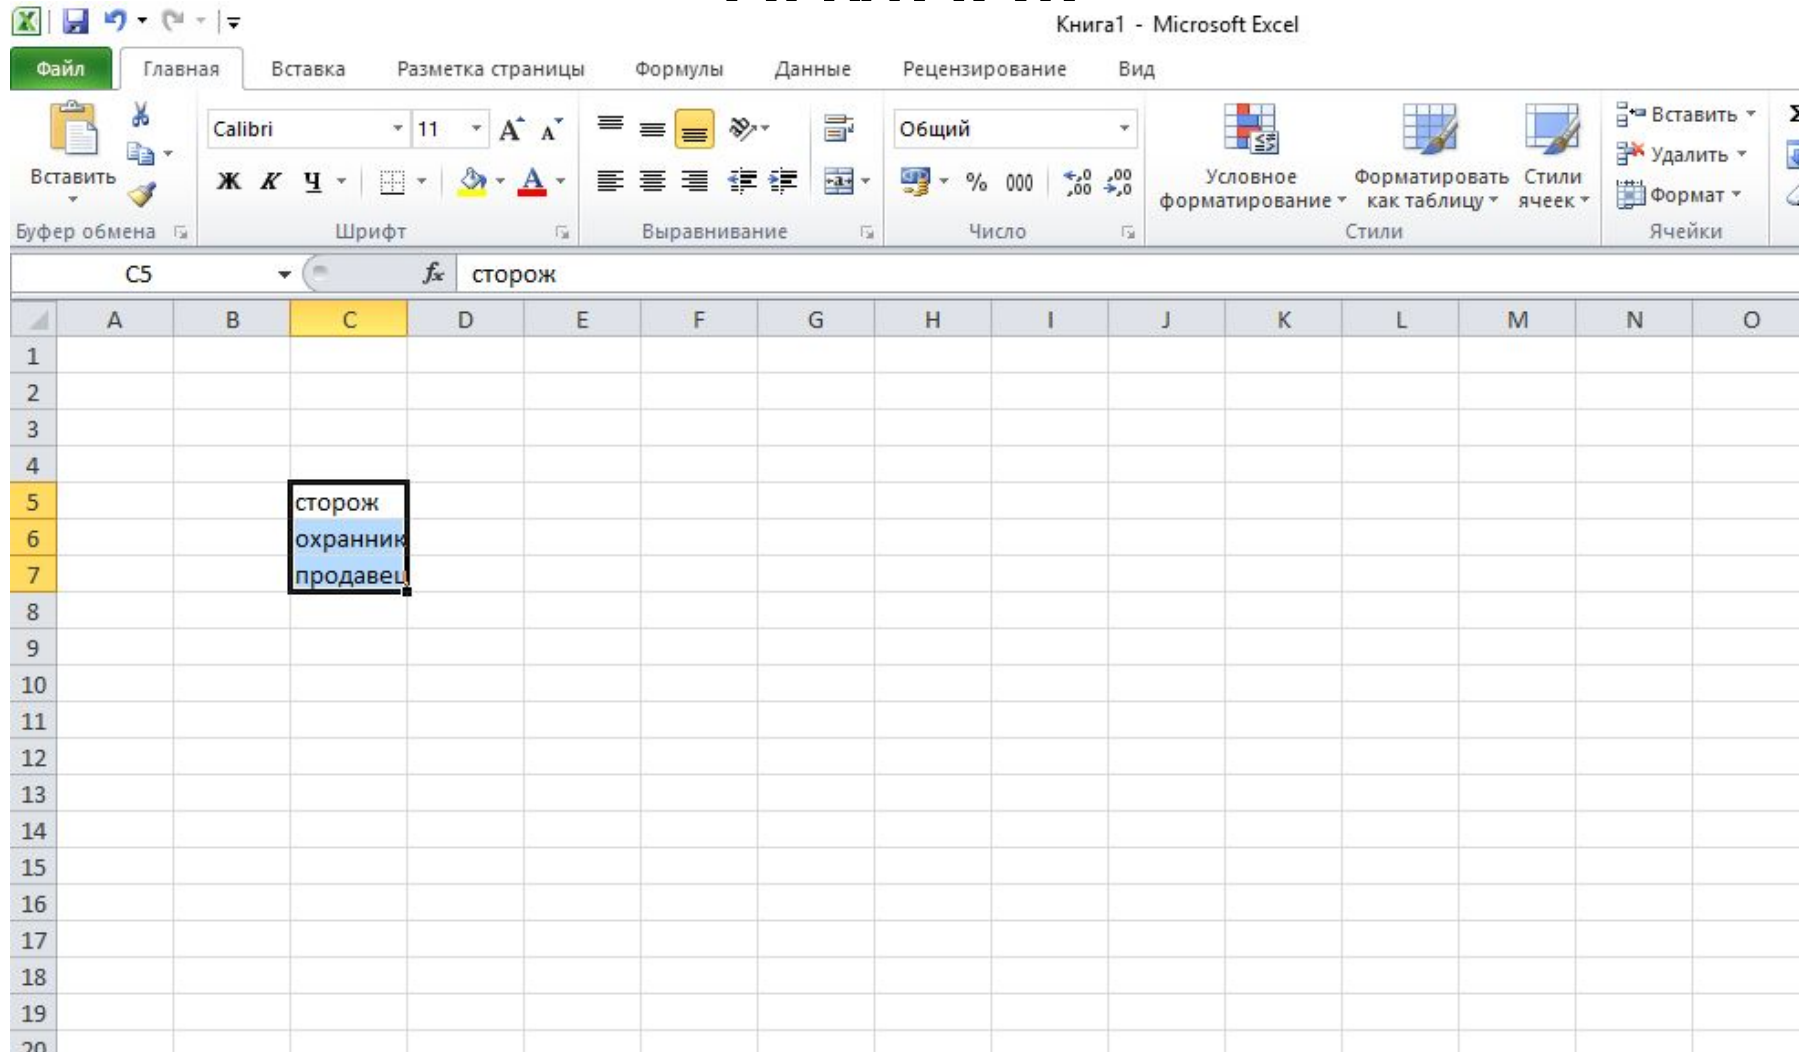 Книга1 - Microsoft Excel
Файл Главная Вставка Разметка страницы Формулы Данные Рецензирование Вид
Calibri 11 Общий Вставить
Удалить
Вставить Ж К Ч % 000 Условное форматирование Форматировать как таблицу Стили ячеек Формат
Буфер обмена Шрифт Выравнивание Число Стили Ячейки
C5 fx сторож
A B C D E F G H I J K L M N O
1
2
3
4
5 сторож
6 охранник
7 продавец
8
9
10
11
12
13
14
15
16
17
18
19
20